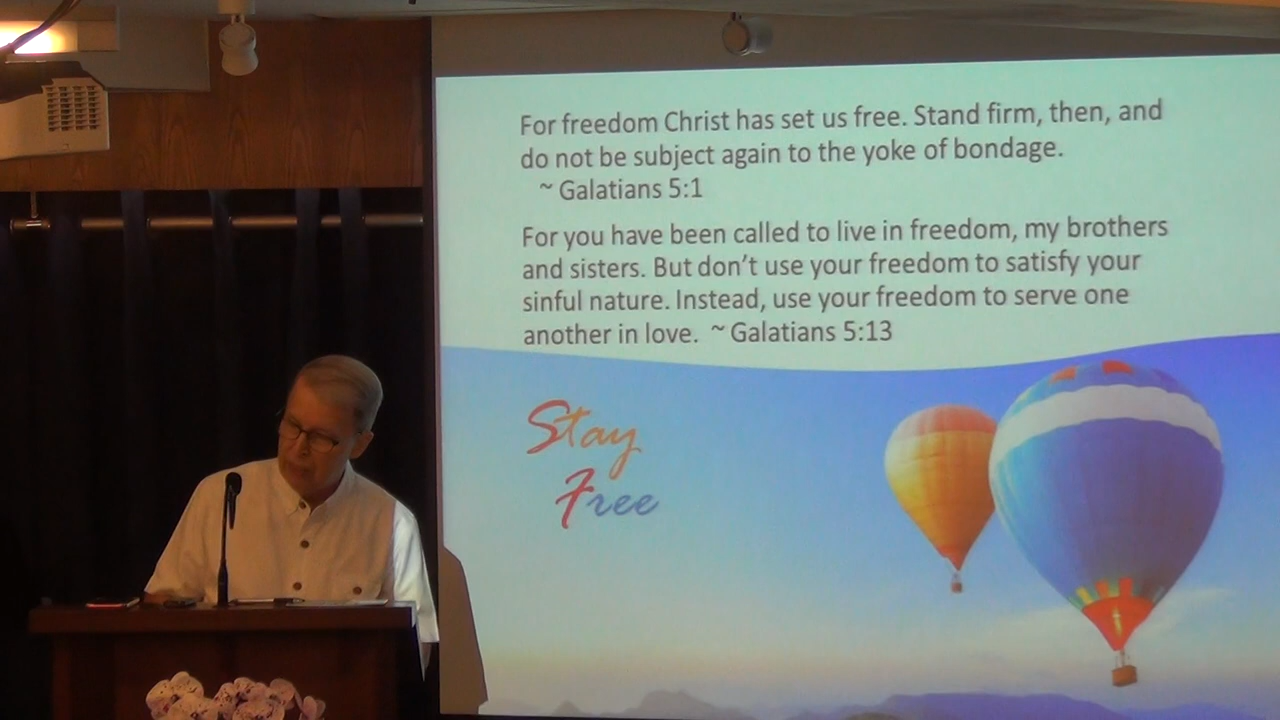 For freedom Christ has set us free. Stand firm, then, and
do not be subject again to the yoke of bondage.
~ Galatians 5:1
For you have been called to live in freedom, my brothers
and sisters. But don't use your freedom to satisfy your
sinful nature. Instead, use your freedom to serve one
another in love. ~ Galatians 5:13
Stay
Free